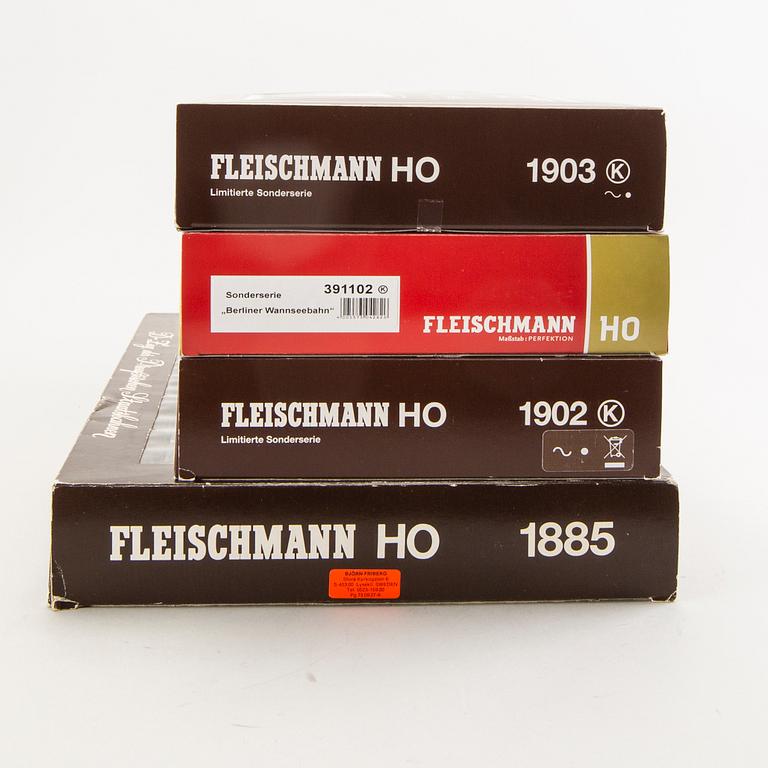 FLEISCHMANN HO 1903 K
Limitierte Sonderserie
Sonderserie 391102 K
„Berliner Wannseebahn“
FLEISCHMANN HO
Maßstab: PERFEKTION
FLEISCHMANN HO 1902 K
Limitierte Sonderserie
FLEISCHMANN HO 1885
BJÖRN FRIBERG